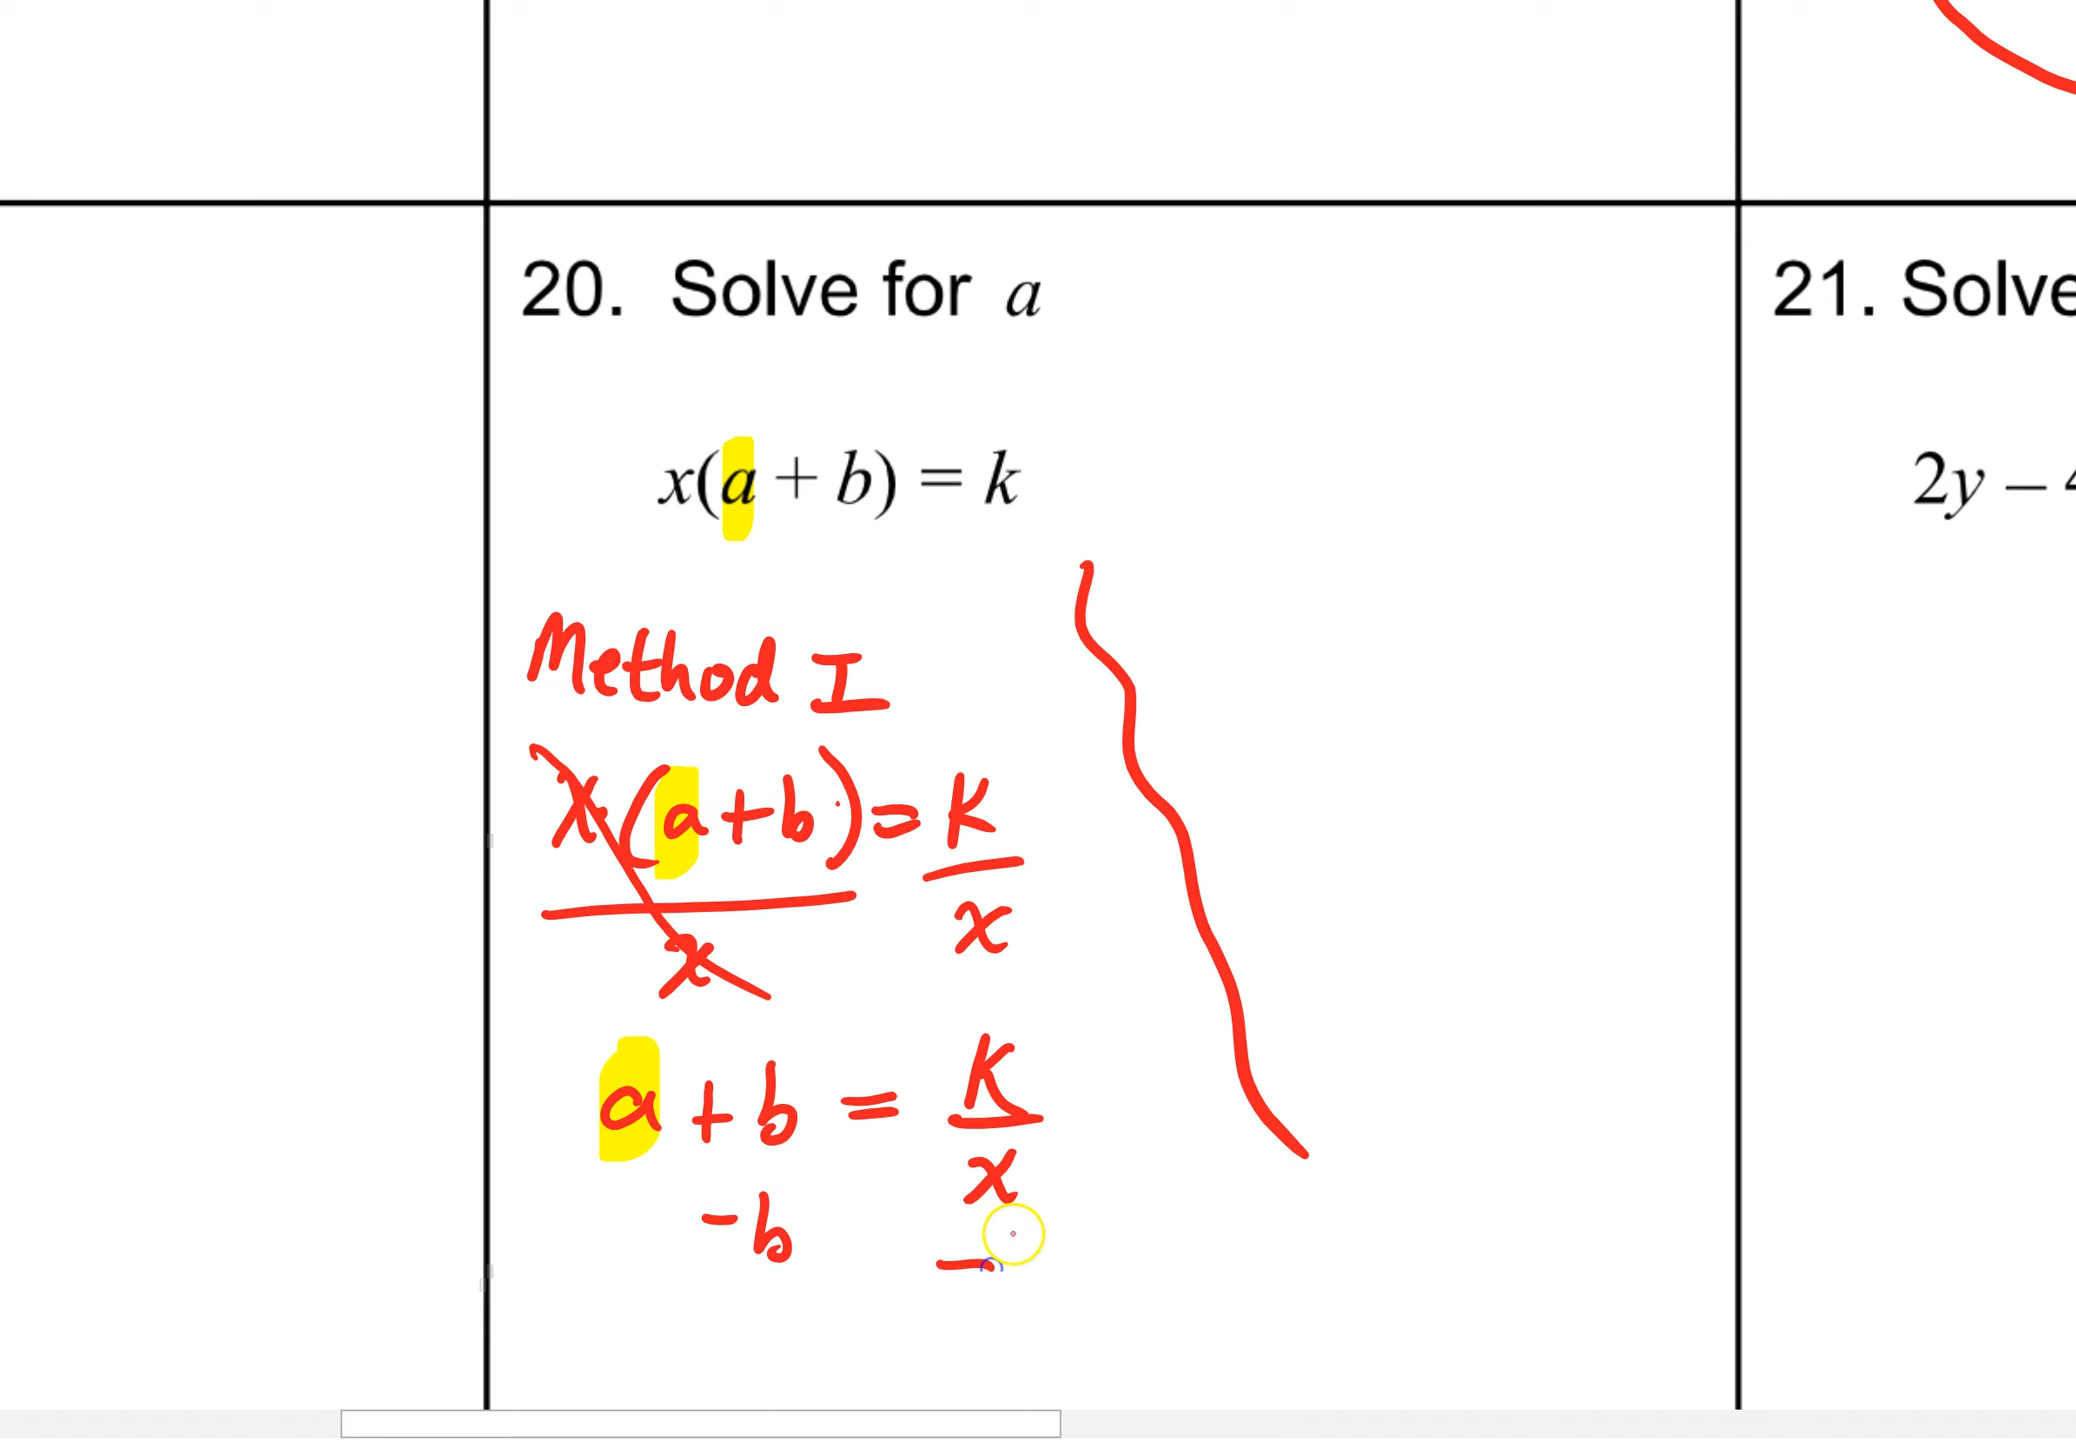 20. Solve for a
x(a + b) = k
Method I
x(a+b)=k
x x
a + b = k
x
-b -
21. Solve
2y –